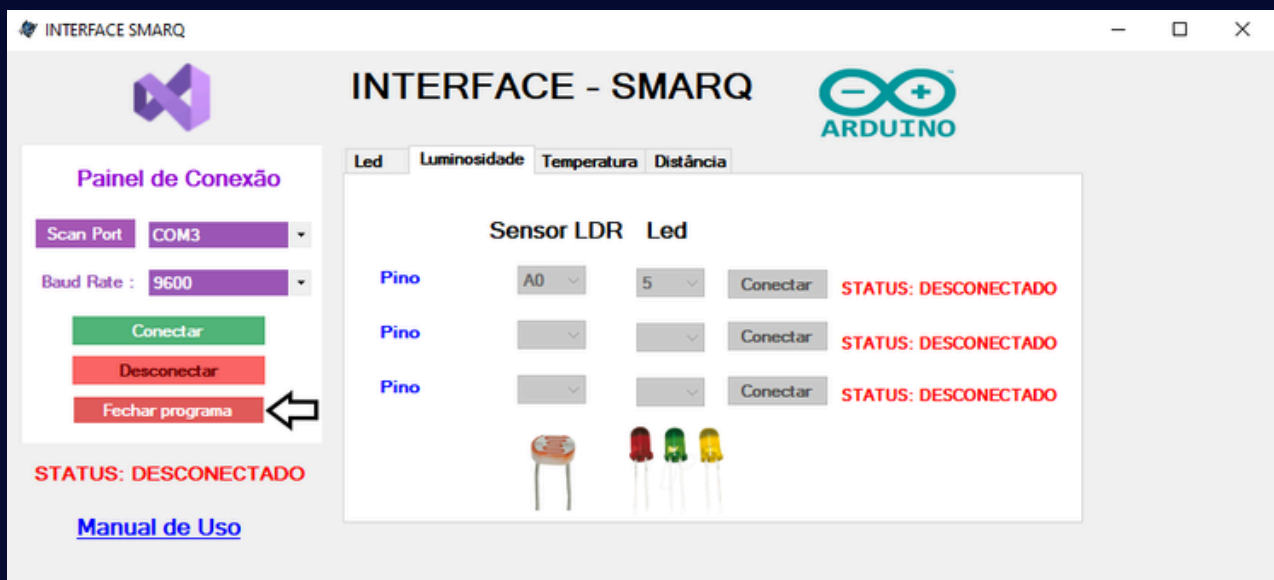 INTERFACE SMARQ
INTERFACE - SMARQ
ARDUINO
Painel de Conexão
Scan Port COM3
Baud Rate : 9600
Conectar
Desconectar
Fechar programa
STATUS: DESCONECTADO
Manual de Uso
Led Luminosidade Temperatura Distância
Sensor LDR Led
Pino A0 5 Conectar STATUS: DESCONECTADO
Pino Conectar STATUS: DESCONECTADO
Pino Conectar STATUS: DESCONECTADO